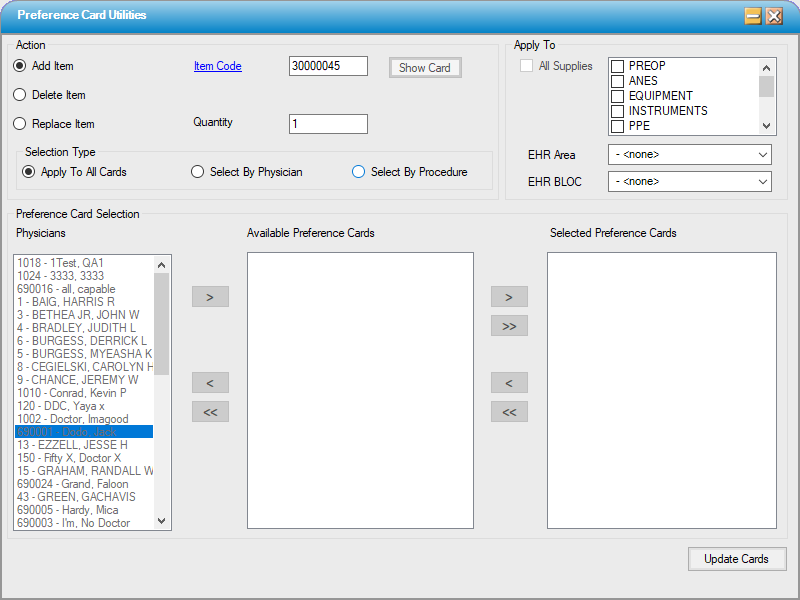 Preference Card Utilities
Action
Add Item
Item Code
30000045
Show Card
Delete Item
Replace Item
Quantity
1
Selection Type
Apply To All Cards
Select By Physician
Select By Procedure
Apply To
All Supplies
PREOP
ANES
EQUIPMENT
INSTRUMENTS
PPE
EHR Area
- <none>
EHR BLOC
- <none>
Preference Card Selection
Physicians
Available Preference Cards
Selected Preference Cards
1018 - 1Test, QA1
1024 - 3333, 3333
690016 - all, capable
1 - BAIG, HARRIS R
3 - BETHEA JR, JOHN W
4 - BRADLEY, JUDITH L
6 - BURGESS, DERRICK L
5 - BURGESS, MYEASHA K
8 - CEGIELSKI, CAROLYN H
9 - CHANCE, JEREMY W
1010 - Conrad, Kevin P
120 - DDC, Yaya x
1002 - Doctor, Imagood
13 - EZZELL, JESSE H
150 - Fifty X, Doctor X
15 - GRAHAM, RANDALL W
690024 - Grand, Faloon
43 - GREEN, GACHAVIS
690005 - Hardy, Mica
690003 - I'm, No Doctor
>
<
<<
>
>>
<
<<
Update Cards